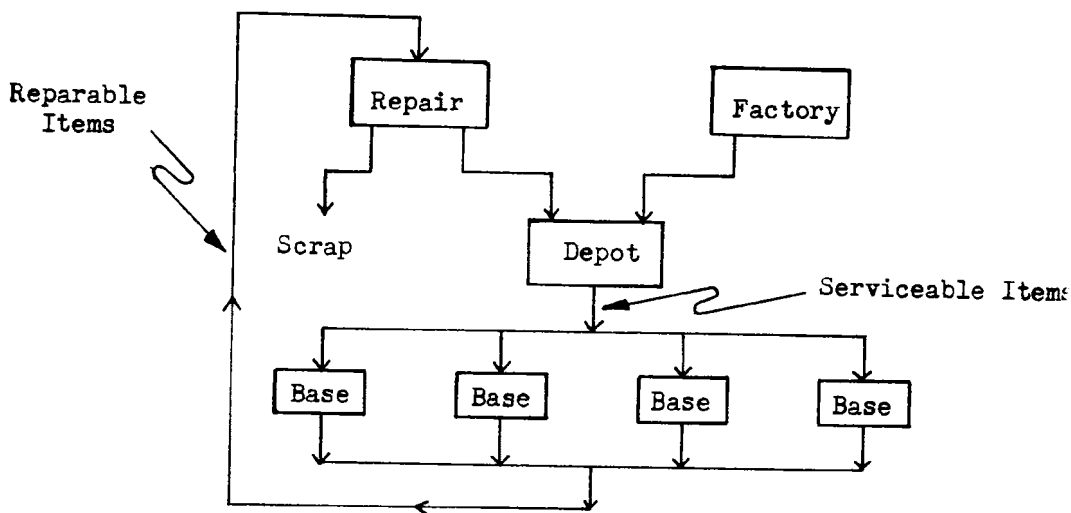 Reparable
Items
Repair
Factory
Scrap
Depot
Serviceable Items
Base
Base
Base
Base